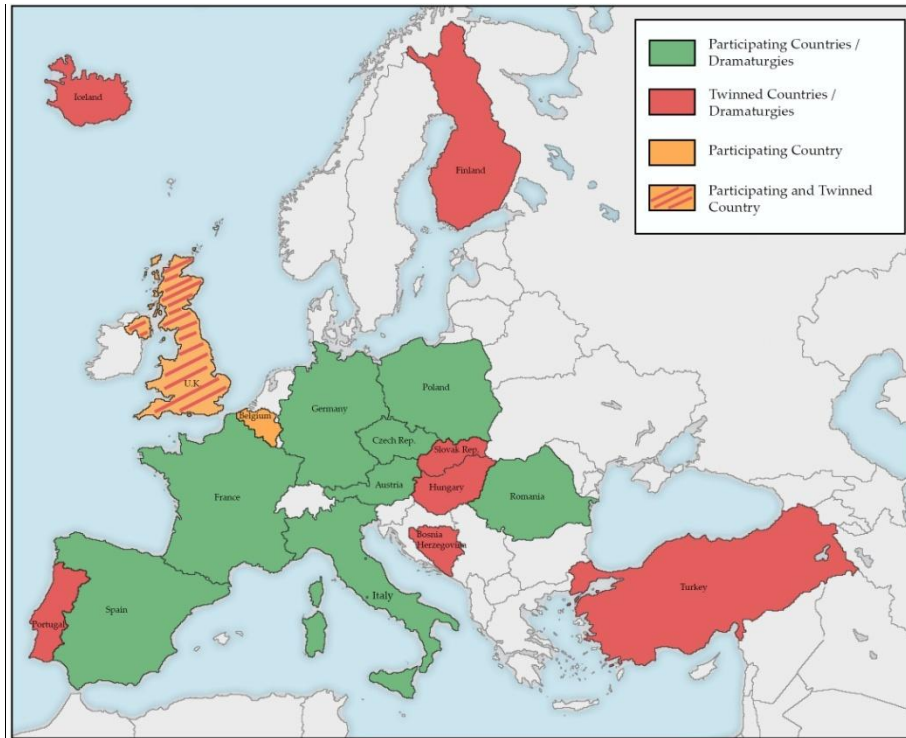 Participating Countries /
Dramaturgies
Twinned Countries /
Dramaturgies
Participating Country
Participating and Twinned
Country
Iceland
Finland
U.K.
Belgium
Germany
Poland
Czech Rep.
Slovak Rep.
Austria
Hungary
France
Romania
Bosnia
Herzegovina
Italy
Turkey
Spain
Portugal